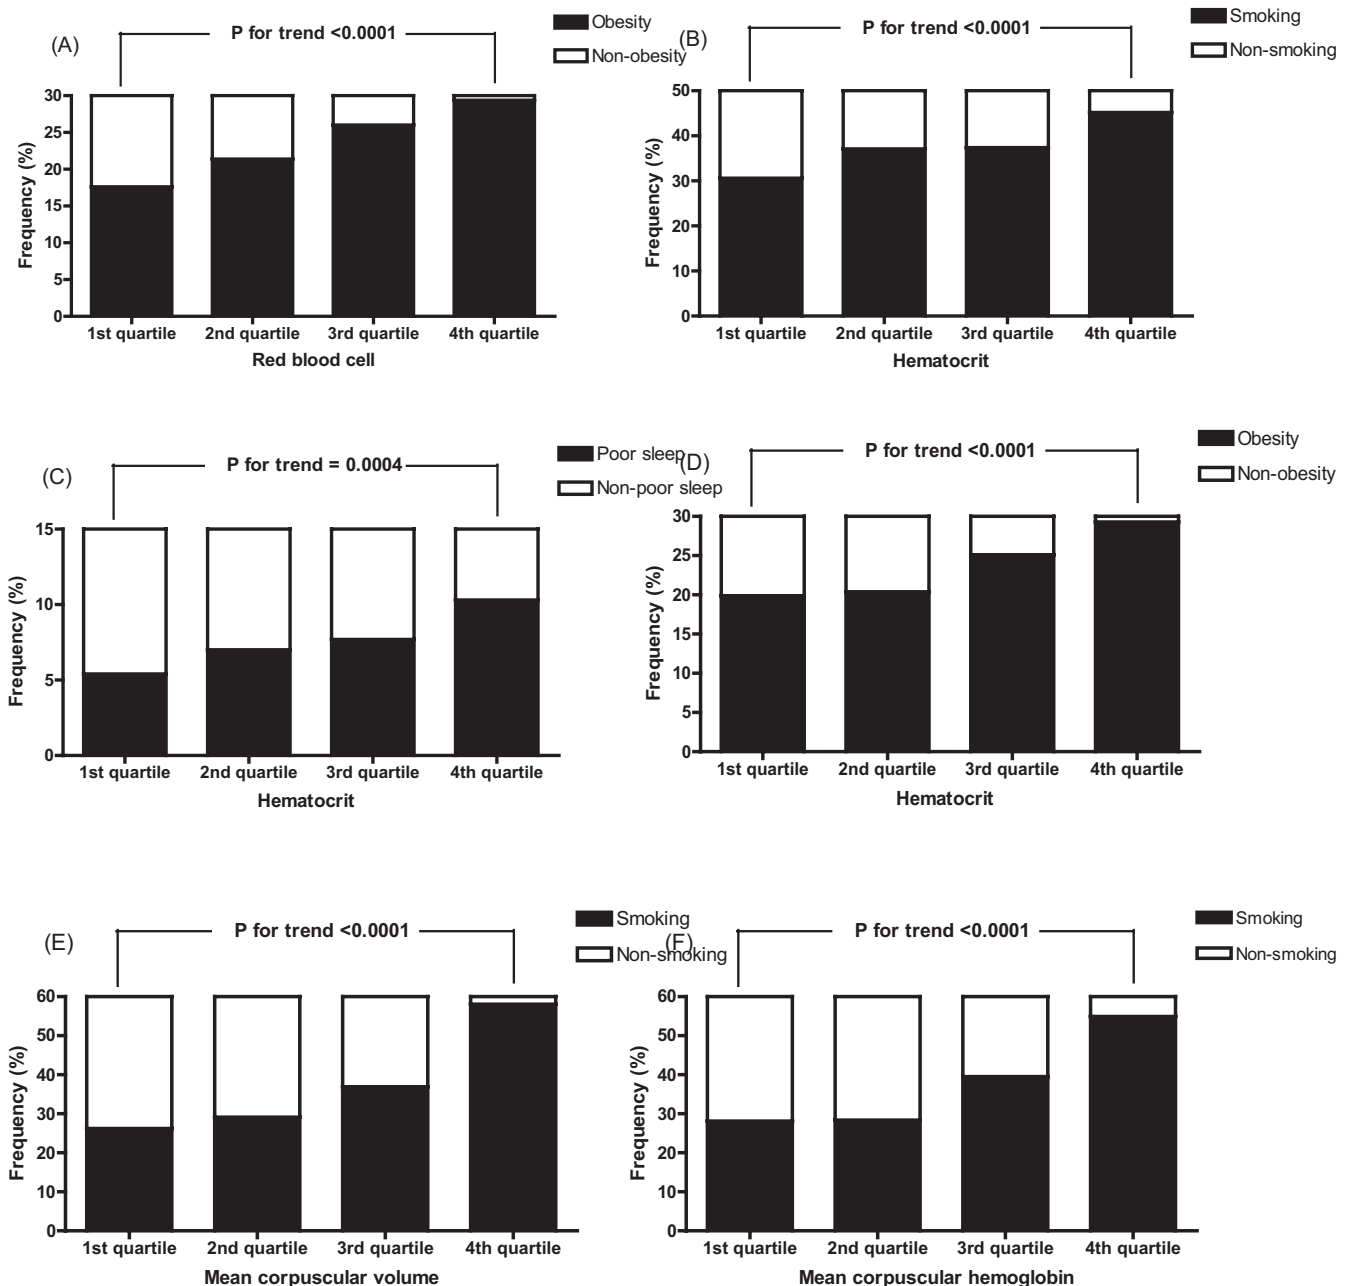 (A)
P for trend <0.0001
Obesity
Non-obesity
Frequency (%)
30
25
20
15
10
5
0
1st quartile 2nd quartile 3rd quartile 4th quartile
Red blood cell
(B)
P for trend <0.0001
Smoking
Non-smoking
Frequency (%)
50
40
30
20
10
0
1st quartile 2nd quartile 3rd quartile 4th quartile
Hematocrit
(C)
P for trend = 0.0004
Poor sleep
Non-poor sleep
Frequency (%)
15
10
5
0
1st quartile 2nd quartile 3rd quartile 4th quartile
Hematocrit
(D)
P for trend <0.0001
Obesity
Non-obesity
Frequency (%)
30
25
20
15
10
5
0
1st quartile 2nd quartile 3rd quartile 4th quartile
Hematocrit
(E)
P for trend <0.0001
Smoking
Non-smoking
Frequency (%)
60
50
40
30
20
10
0
1st quartile 2nd quartile 3rd quartile 4th quartile
Mean corpuscular volume
(F)
P for trend <0.0001
Smoking
Non-smoking
Frequency (%)
60
50
40
30
20
10
0
1st quartile 2nd quartile 3rd quartile 4th quartile
Mean corpuscular hemoglobin